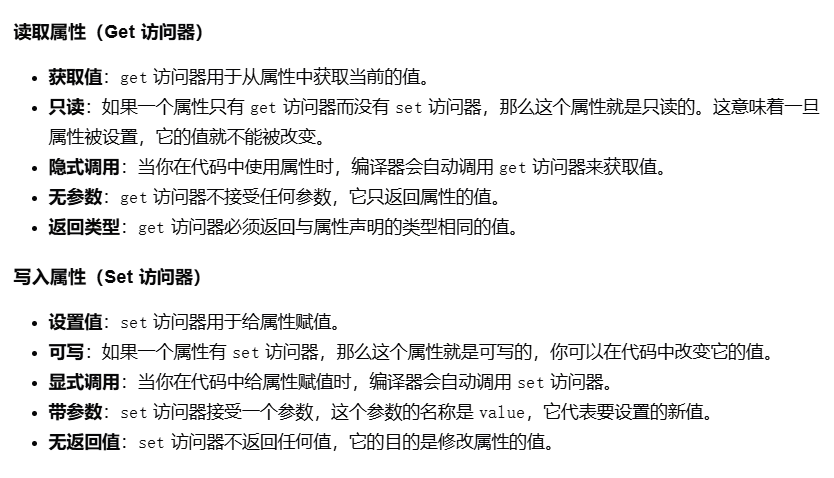 读取属性（Get 访问器）
• 获取值：get 访问器用于从属性中获取当前的值。
• 只读：如果一个属性只有 get 访问器而没有 set 访问器，那么这个属性就是只读的。这意味着一旦
属性被设置，它的值就不能被改变。
• 隐式调用：当你在代码中使用属性时，编译器会自动调用 get 访问器来获取值。
• 无参数：get 访问器不接受任何参数，它只返回属性的值。
• 返回类型：get 访问器必须返回与属性声明的类型相同的值。
写入属性（Set 访问器）
• 设置值：set 访问器用于给属性赋值。
• 可写：如果一个属性有 set 访问器，那么这个属性就是可写的，你可以在代码中改变它的值。
• 显式调用：当你在代码中给属性赋值时，编译器会自动调用 set 访问器。
• 带参数：set 访问器接受一个参数，这个参数的名称是 value，它代表要设置的新值。
• 无返回值：set 访问器不返回任何值，它的目的是修改属性的值。